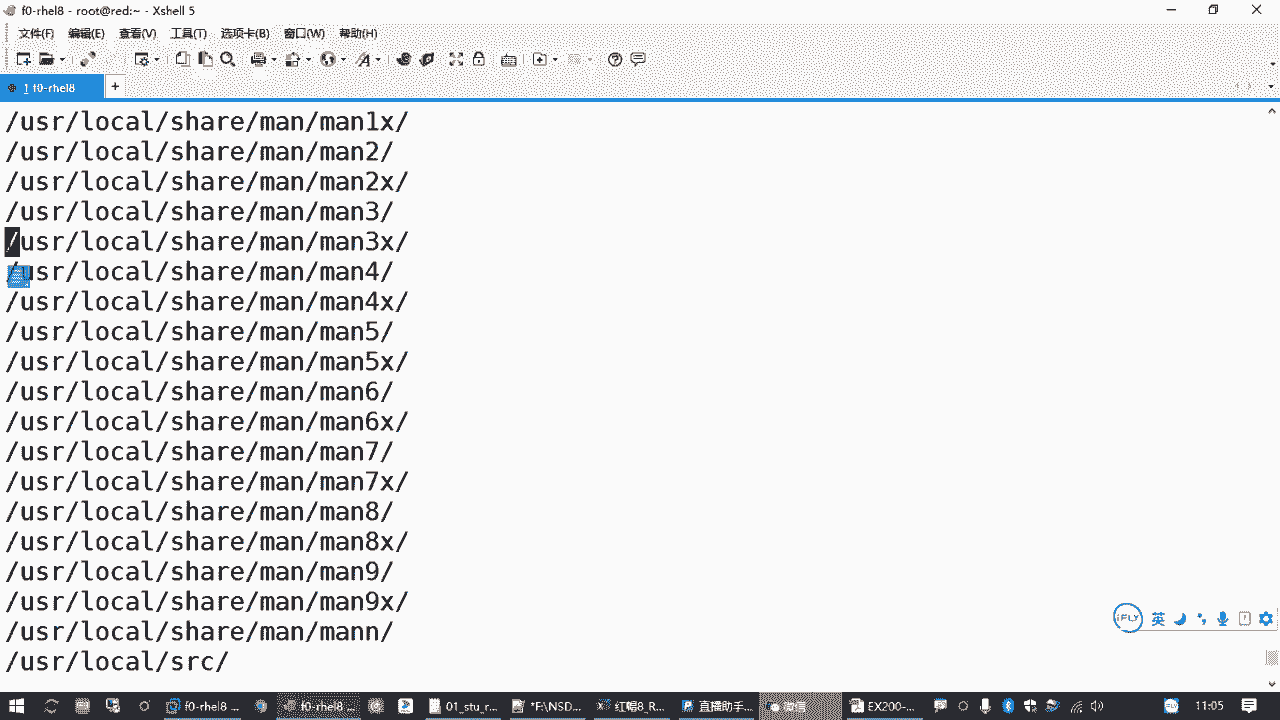 f0-rhel8 - root@red:~ - Xshell 5
文件(F) 编辑(E) 查看(V) 工具(T) 选项卡(B) 窗口(W) 帮助(H)
1 f0-rhel8
/usr/local/share/man/man1x/
/usr/local/share/man/man2/
/usr/local/share/man/man2x/
/usr/local/share/man/man3/
/usr/local/share/man/man3x/
/usr/local/share/man/man4/
/usr/local/share/man/man4x/
/usr/local/share/man/man5/
/usr/local/share/man/man5x/
/usr/local/share/man/man6/
/usr/local/share/man/man6x/
/usr/local/share/man/man7/
/usr/local/share/man/man7x/
/usr/local/share/man/man8/
/usr/local/share/man/man8x/
/usr/local/share/man/man9/
/usr/local/share/man/man9x/
/usr/local/share/man/mann/
/usr/local/src/
iFLY 英
f0-rhel8 ... f0-rhel8 ... 01_stu_r... *F:\NSD... 红帽8_R... 直播助手... 微信 EX200-... 11:05